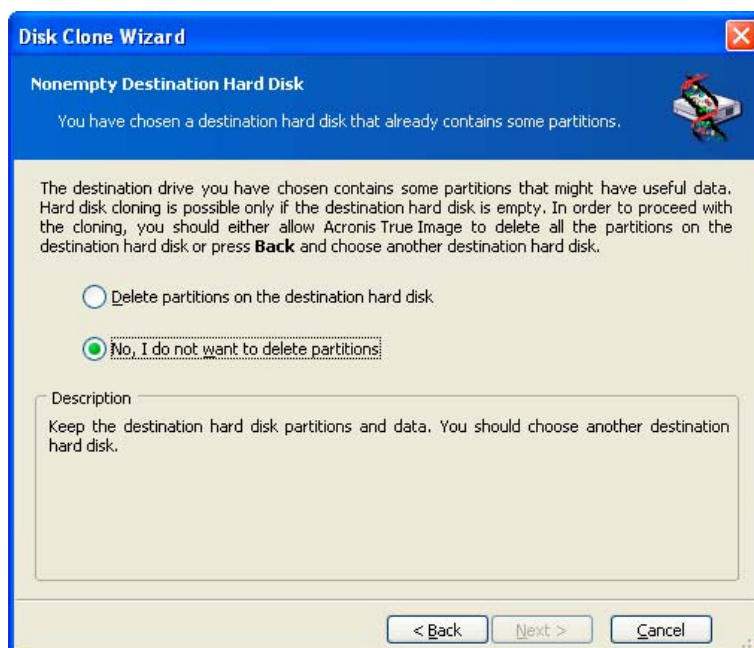 Disk Clone Wizard
Nonempty Destination Hard Disk
You have chosen a destination hard disk that already contains some partitions.
The destination drive you have chosen contains some partitions that might have useful data.
Hard disk cloning is possible only if the destination hard disk is empty. In order to proceed with
the cloning, you should either allow Acronis True Image to delete all the partitions on the
destination hard disk or press Back and choose another destination hard disk.
Delete partitions on the destination hard disk
No, I do not want to delete partitions
Description
Keep the destination hard disk partitions and data. You should choose another destination
hard disk.
< Back Next > Cancel